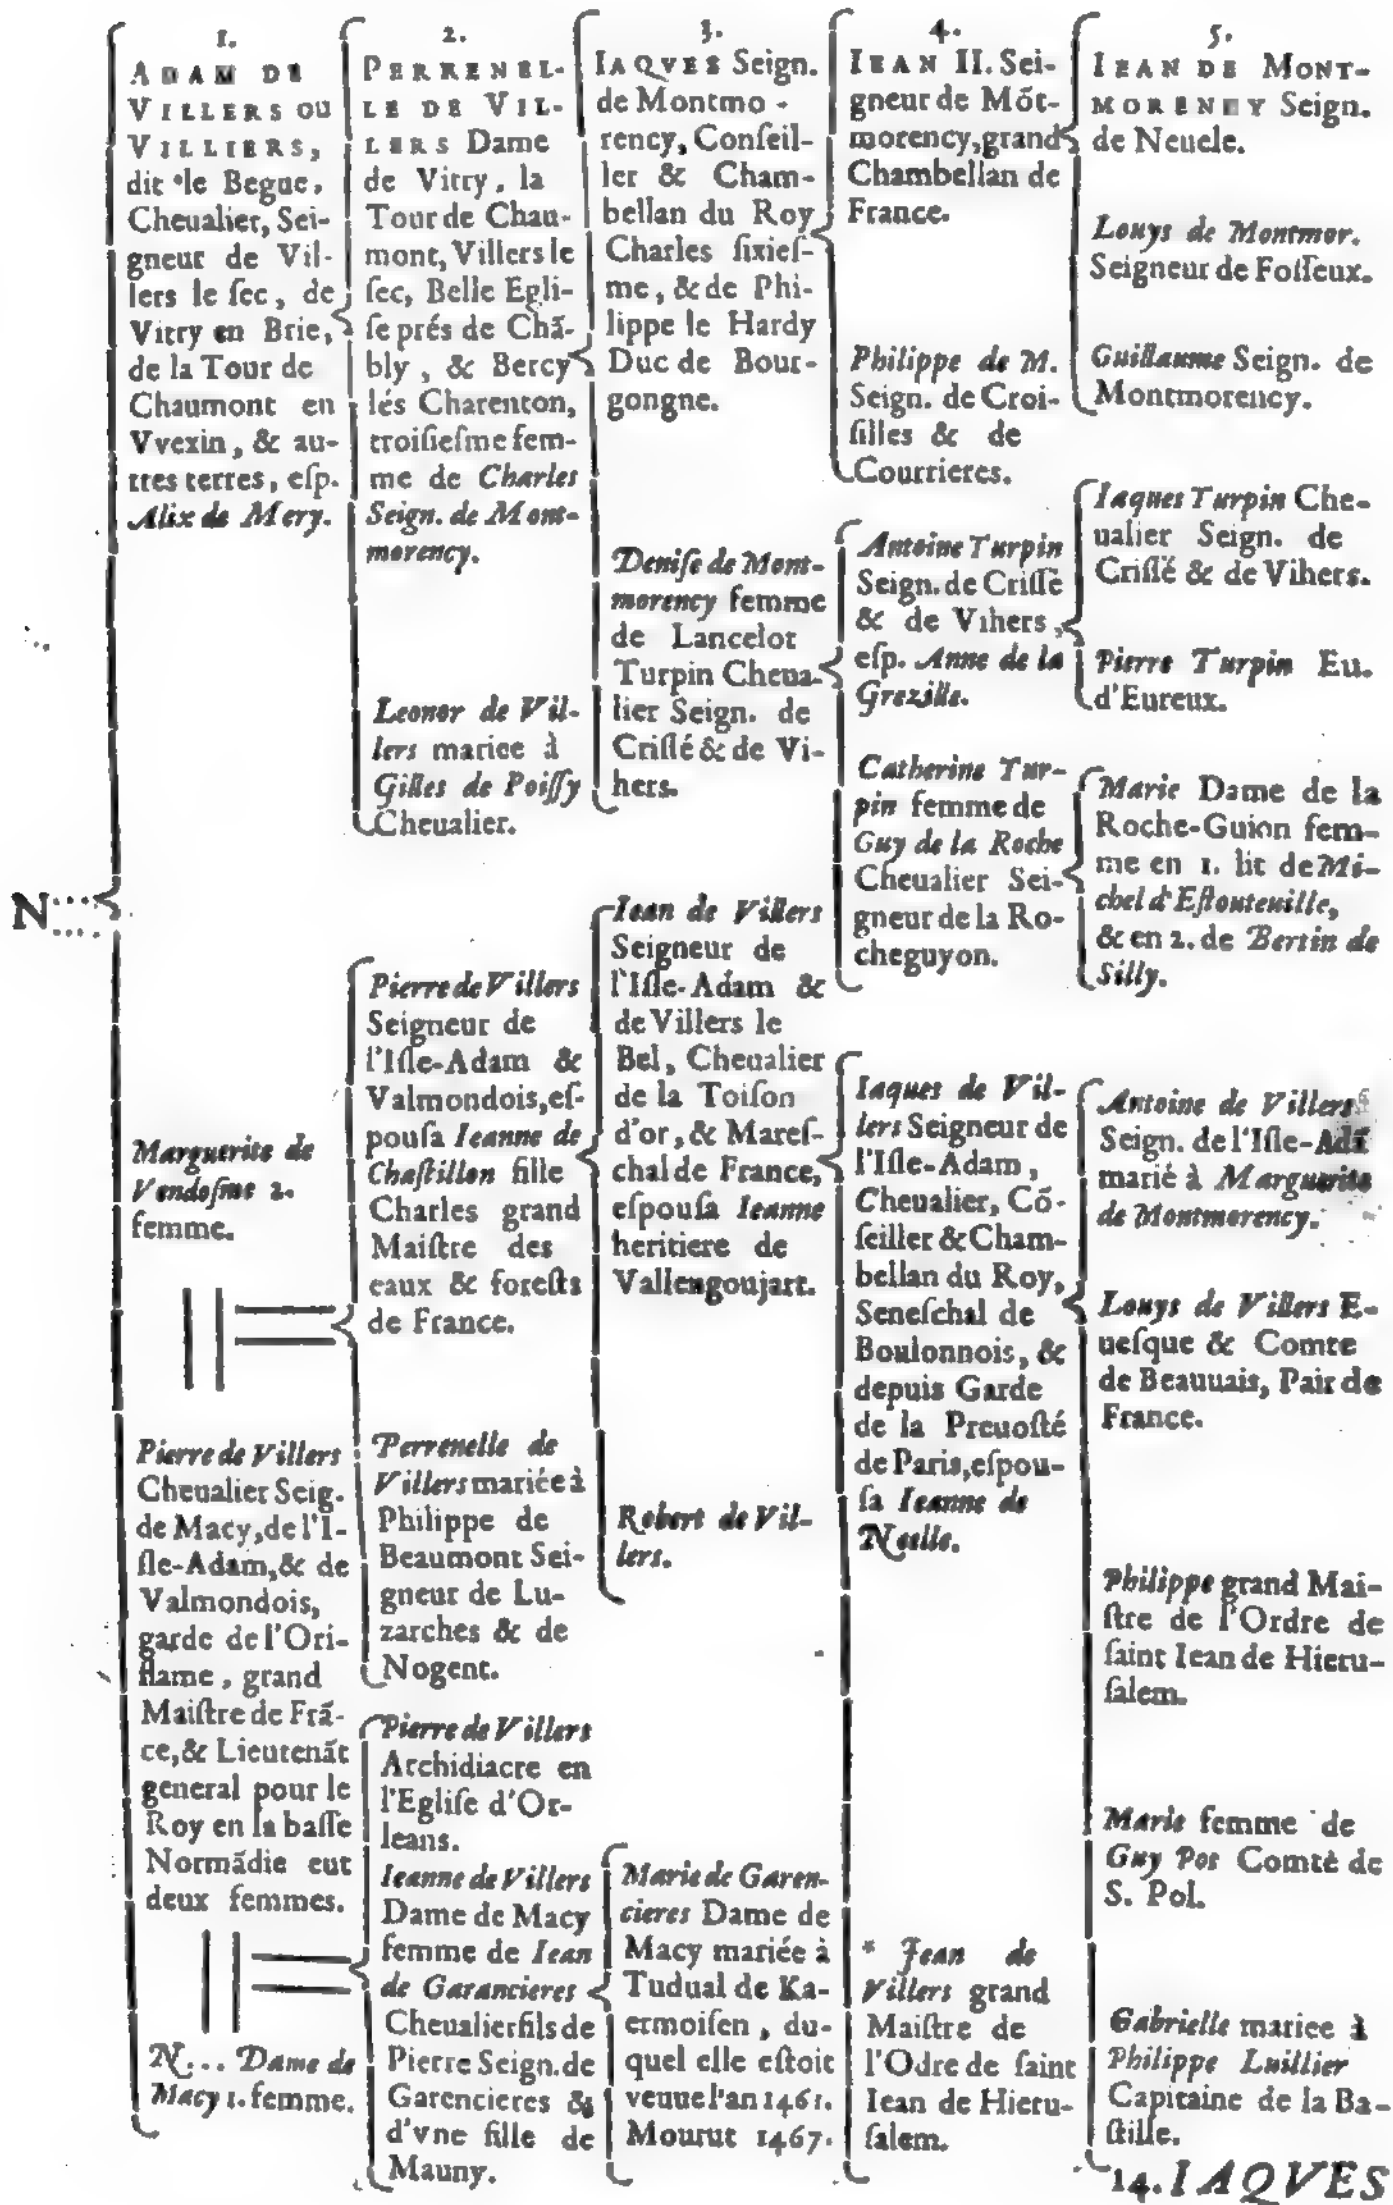 1.
ADAM DE
VILLERS OU
VILLIERS,
dit le Begue,
Cheualier, Sei-
gneur de Vil-
lers le ſec, de
Vitry en Brie,
de la Tour de
Chaumont en
Vvexin, & au-
tres terres, eſp.
Alix de Mery.
2.
PERRENEL-
LE DE VIL-
LERS Dame
de Vitry, la
Tour de Chau-
mont, Villers le
ſec, Belle Egli-
ſe prés de Chã-
bly, & Bercy
lés Charenton,
troiſieſme fem-
me de Charles
Seign. de Mont-
morency.
Leonor de Vil-
lers mariee à
Gilles de Poiſſy
Cheualier.
3.
IAQVES Seign.
de Montmo-
rency, Conſeil-
ler & Cham-
bellan du Roy
Charles ſixieſ-
me, & de Phi-
lippe le Hardy
Duc de Bour-
gongne.
Deniſe de Mont-
morency femme
de Lancelot
Turpin Cheua-
lier Seign. de
Criſſé & de Vi-
hers.
4.
IEAN II. Sei-
gneur de Mõt-
morency, grand
Chambellan de
France.
Philippe de M.
Seign. de Croi-
ſilles & de
Courrieres.
Antoine Turpin
Seign. de Criſſé
& de Vihers,
eſp. Anne de la
Grezille.
Catherine Tur-
pin femme de
Guy de la Roche
Cheualier Sei-
gneur de la Ro-
cheguyon.
5.
IEAN DE MONT-
MORENCY Seign.
de Neuele.
Louys de Montmor.
Seigneur de Foſſeux.
Guillaume Seign. de
Montmorency.
Iaques Turpin Che-
ualier Seign. de
Criſſé & de Vihers.
Pierre Turpin Eu.
d'Eureux.
Marie Dame de la
Roche-Guion fem-
me en 1. lit de Mi-
chel d'Eſtouteuille,
& en 2. de Bertin de
Silly.
N....
Marguerite de
Vendoſme 2.
femme.
Pierre de Villers
Cheualier Seig.
de Macy, de l'I-
ſle-Adam, & de
Valmondois,
garde de l'Ori-
flame, grand
Maiſtre de Frã-
ce, & Lieutenãt
general pour le
Roy en la baſſe
Normãdie eut
deux femmes.
N... Dame de
Macy 1. femme.
Pierre de Villers
Seigneur de
l'Iſle-Adam &
Valmondois, eſ-
pouſa Ieanne de
Chaſtillon fille
Charles grand
Maiſtre des
eaux & foreſts
de France.
Perrenelle de
Villers mariée à
Philippe de
Beaumont Sei-
gneur de Lu-
zarches & de
Nogent.
Pierre de Villers
Archidiacre en
l'Egliſe d'Or-
leans.
Ieanne de Villers
Dame de Macy
femme de Iean
de Garancieres
Cheualier fils de
Pierre Seign. de
Garencieres &
d'vne fille de
Mauny.
Iean de Villers
Seigneur de
l'Iſle-Adam &
de Villers le
Bel, Cheualier
de la Toiſon
d'or, & Mareſ-
chal de France,
eſpouſa Ieanne
heritiere de
Vallengoujart.
Robert de Vil-
lers.
Marie de Garen-
cieres Dame de
Macy mariée à
Tudual de Ka-
ermoiſen, du-
quel elle eſtoit
veuue l'an 1461.
Mourut 1467.
Iaques de Vil-
lers Seigneur de
l'Iſle-Adam,
Cheualier, Cõ-
ſeiller & Cham-
bellan du Roy,
Seneſchal de
Boulonnois, &
depuis Garde
de la Preuoſté
de Paris, eſpou-
ſa Ieanne de
Neelle.
* Jean de
Villers grand
Maiſtre de
l'Odre de ſaint
Iean de Hieru-
ſalem.
Antoine de Villers
Seign. de l'Iſle-Adã
marié à Marguerite
de Montmorency.
Louys de Villers E-
ueſque & Comte
de Beauuais, Pair de
France.
Philippe grand Mai-
ſtre de l'Ordre de
ſaint Iean de Hieru-
ſalem.
Marie femme de
Guy Pot Comte de
S. Pol.
Gabrielle mariee à
Philippe Luillier
Capitaine de la Ba-
ſtille.
14. IAQVES